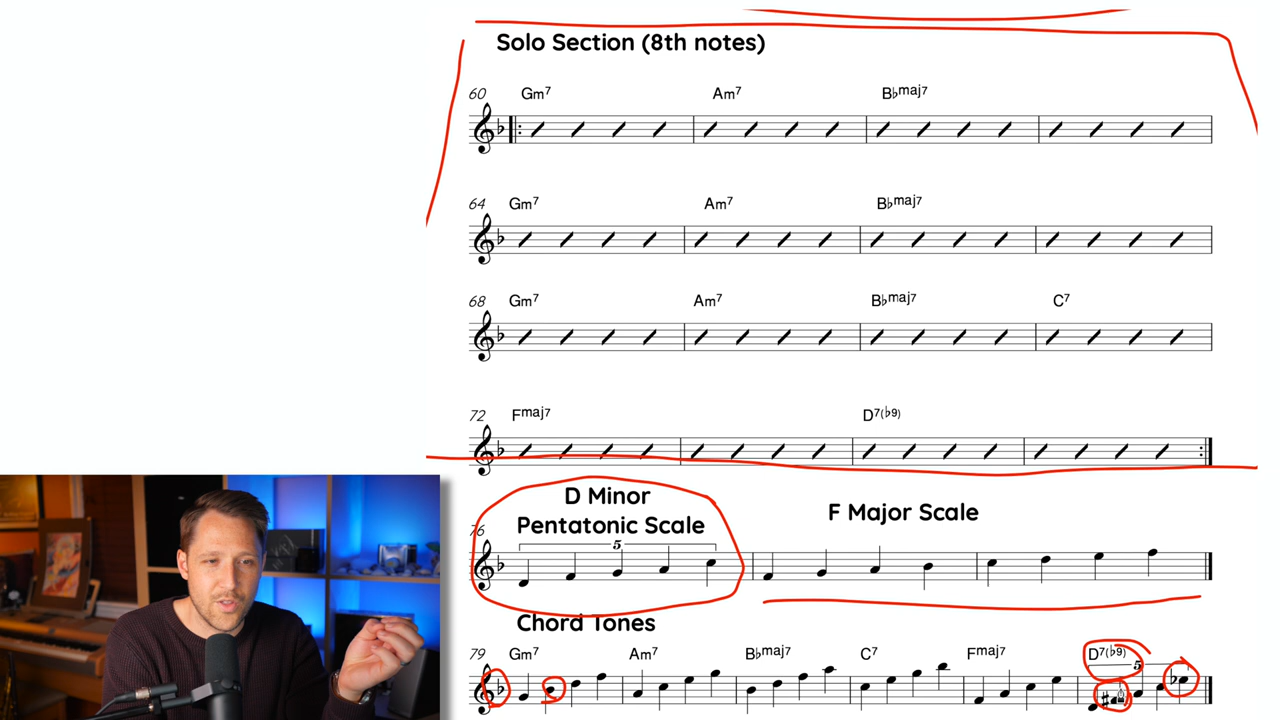 Solo Section (8th notes)
60 Gm7 Am7 B♭maj7
64 Gm7 Am7 B♭maj7
68 Gm7 Am7 B♭maj7 C7
72 Fmaj7 D7(♭9)
D Minor
Pentatonic Scale
F Major Scale
76 5
Chord Tones
79 Gm7 Am7 B♭maj7 C7 Fmaj7 D7(♭9)
5